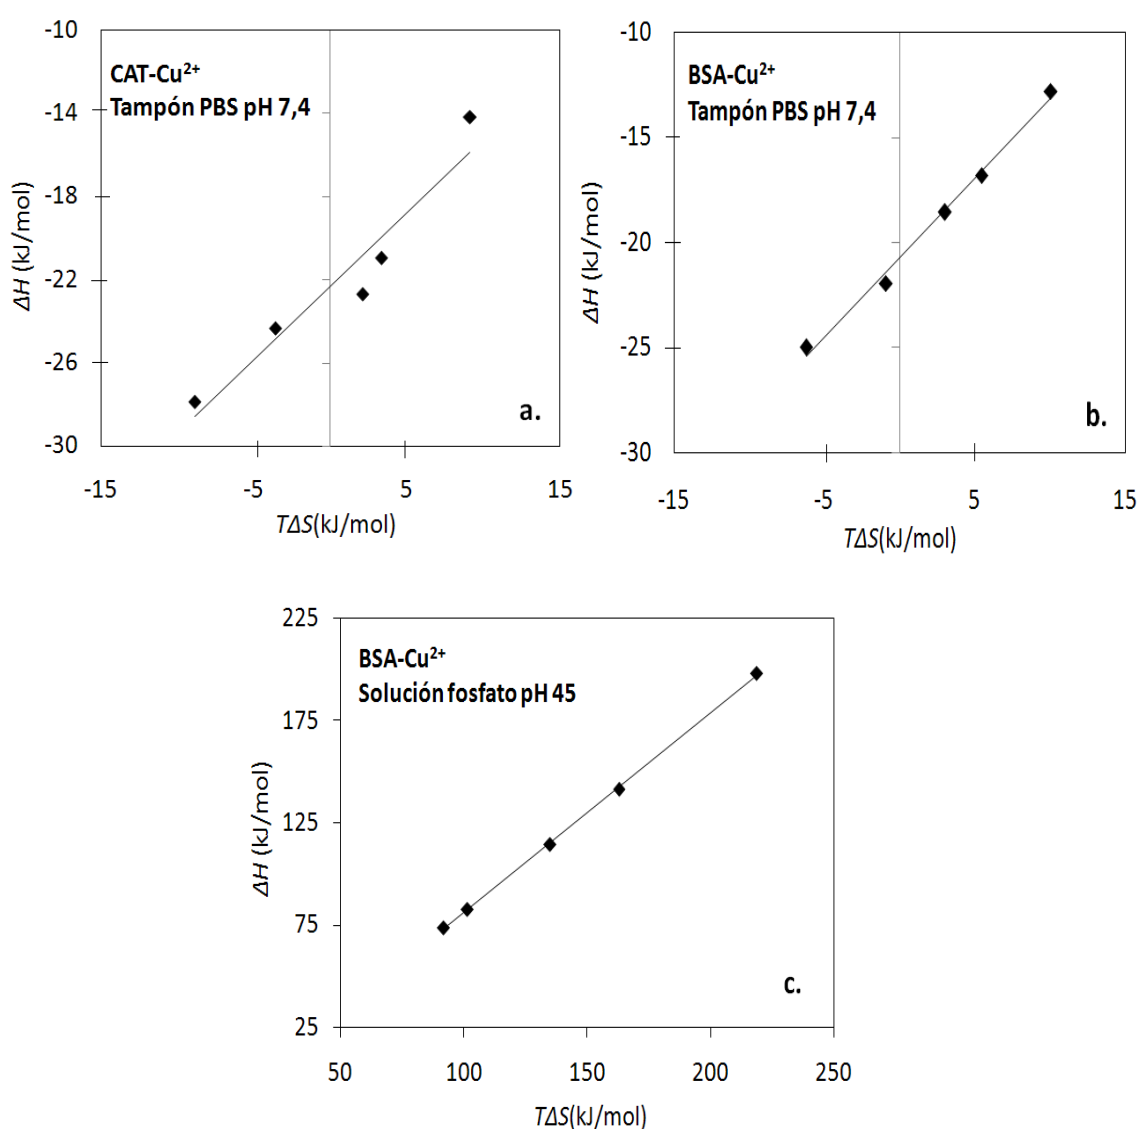 -10
-14
-18
-22
-26
-30
ΔH (kJ/mol)
CAT-Cu²⁺
Tampón PBS pH 7,4
a.
-15
-5
5
15
TΔS(kJ/mol)
-10
-15
-20
-25
-30
ΔH (kJ/mol)
BSA-Cu²⁺
Tampón PBS pH 7,4
b.
-15
-5
5
15
TΔS(kJ/mol)
225
175
125
75
25
ΔH (kJ/mol)
BSA-Cu²⁺
Solución fosfato pH 45
c.
50
100
150
200
250
TΔS(kJ/mol)